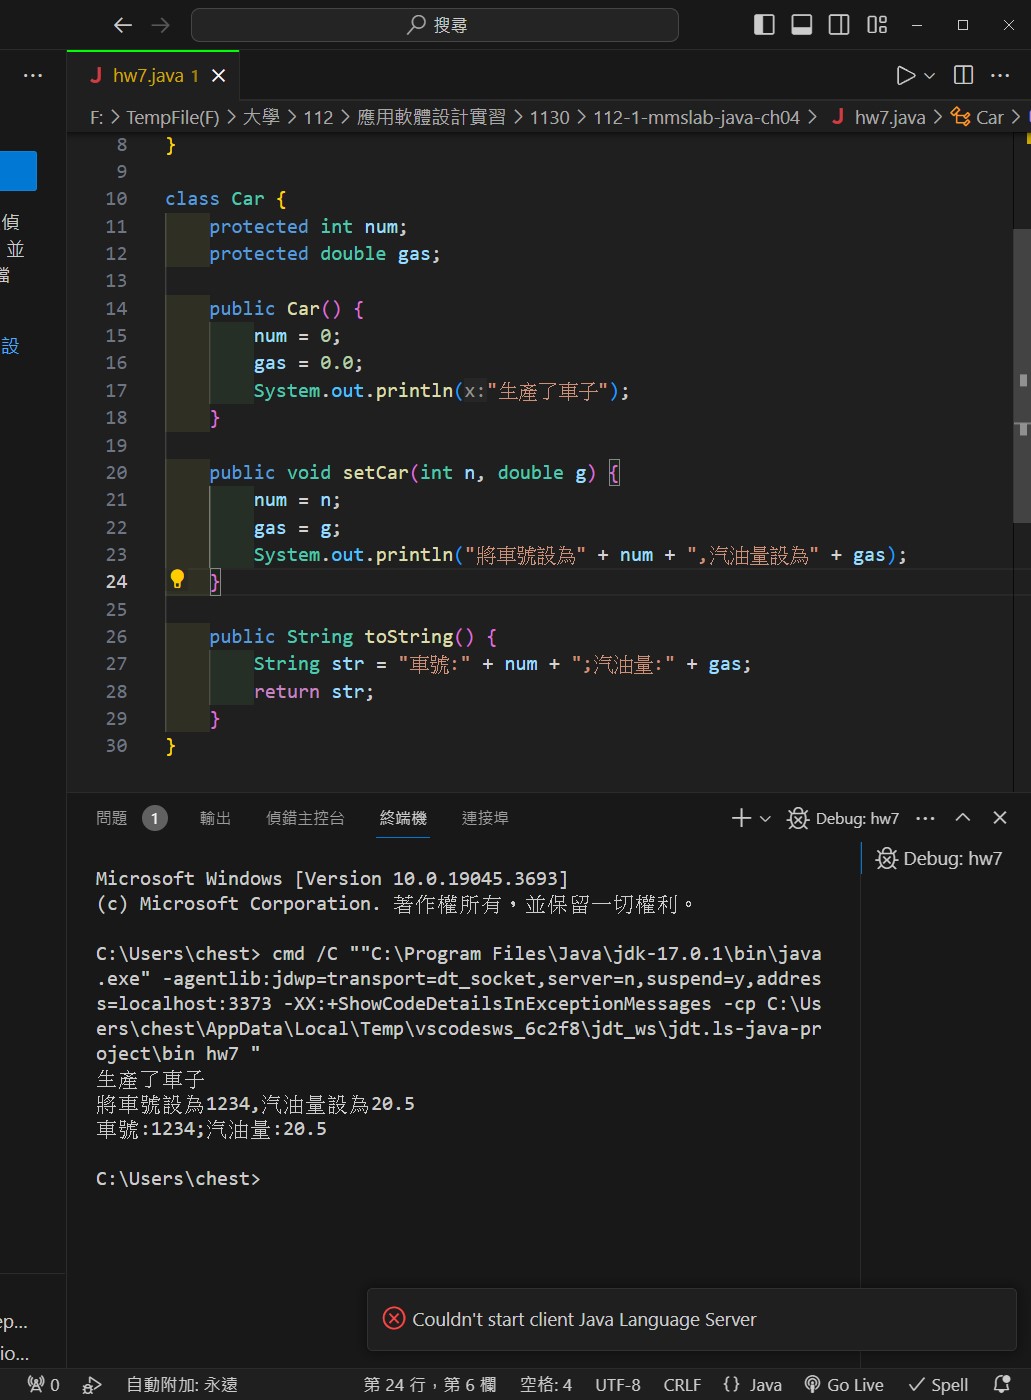 搜尋
hw7.java 1
F: > TempFile(F) > 大學 > 112 > 應用軟體設計實習 > 1130 > 112-1-mmslab-java-ch04 > J hw7.java > Car >
8 }
9
10 class Car {
11 protected int num;
12 protected double gas;
13
14 public Car() {
15 num = 0;
16 gas = 0.0;
17 System.out.println(x:"生產了車子");
18 }
19
20 public void setCar(int n, double g) {
21 num = n;
22 gas = g;
23 System.out.println("將車號設為" + num + ",汽油量設為" + gas);
24 }
25
26 public String toString() {
27 String str = "車號:" + num + ";汽油量:" + gas;
28 return str;
29 }
30 }
偵
並
檔
設
問題 1 輸出 偵錯主控台 終端機 連接埠 Debug: hw7
Debug: hw7
Microsoft Windows [Version 10.0.19045.3693]
(c) Microsoft Corporation. 著作權所有，並保留一切權利。
C:\Users\chest> cmd /C ""C:\Program Files\Java\jdk-17.0.1\bin\java
.exe" -agentlib:jdwp=transport=dt_socket,server=n,suspend=y,addres
s=localhost:3373 -XX:+ShowCodeDetailsInExceptionMessages -cp C:\Us
ers\chest\AppData\Local\Temp\vscodesws_6c2f8\jdt_ws\jdt.ls-java-pr
oject\bin hw7 "
生產了車子
將車號設為1234,汽油量設為20.5
車號:1234;汽油量:20.5
C:\Users\chest>
Couldn't start client Java Language Server
ep...
io...
0 自動附加: 永遠 第 24 行，第 6 欄 空格: 4 UTF-8 CRLF {} Java Go Live Spell